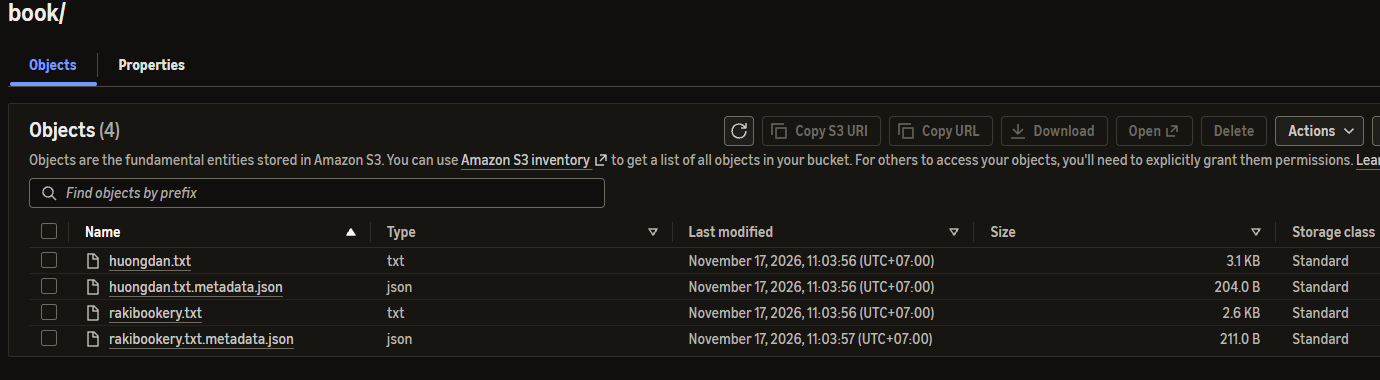 book/
Objects Properties
Objects (4) Copy S3 URI Copy URL Download Open Delete Actions
Objects are the fundamental entities stored in Amazon S3. You can use Amazon S3 inventory to get a list of all objects in your bucket. For others to access your objects, you'll need to explicitly grant them permissions. Lear
Find objects by prefix
Name Type Last modified Size Storage class
huongdan.txt txt November 17, 2026, 11:03:56 (UTC+07:00) 3.1 KB Standard
huongdan.txt.metadata.json json November 17, 2026, 11:03:56 (UTC+07:00) 204.0 B Standard
rakibookery.txt txt November 17, 2026, 11:03:56 (UTC+07:00) 2.6 KB Standard
rakibookery.txt.metadata.json json November 17, 2026, 11:03:57 (UTC+07:00) 211.0 B Standard